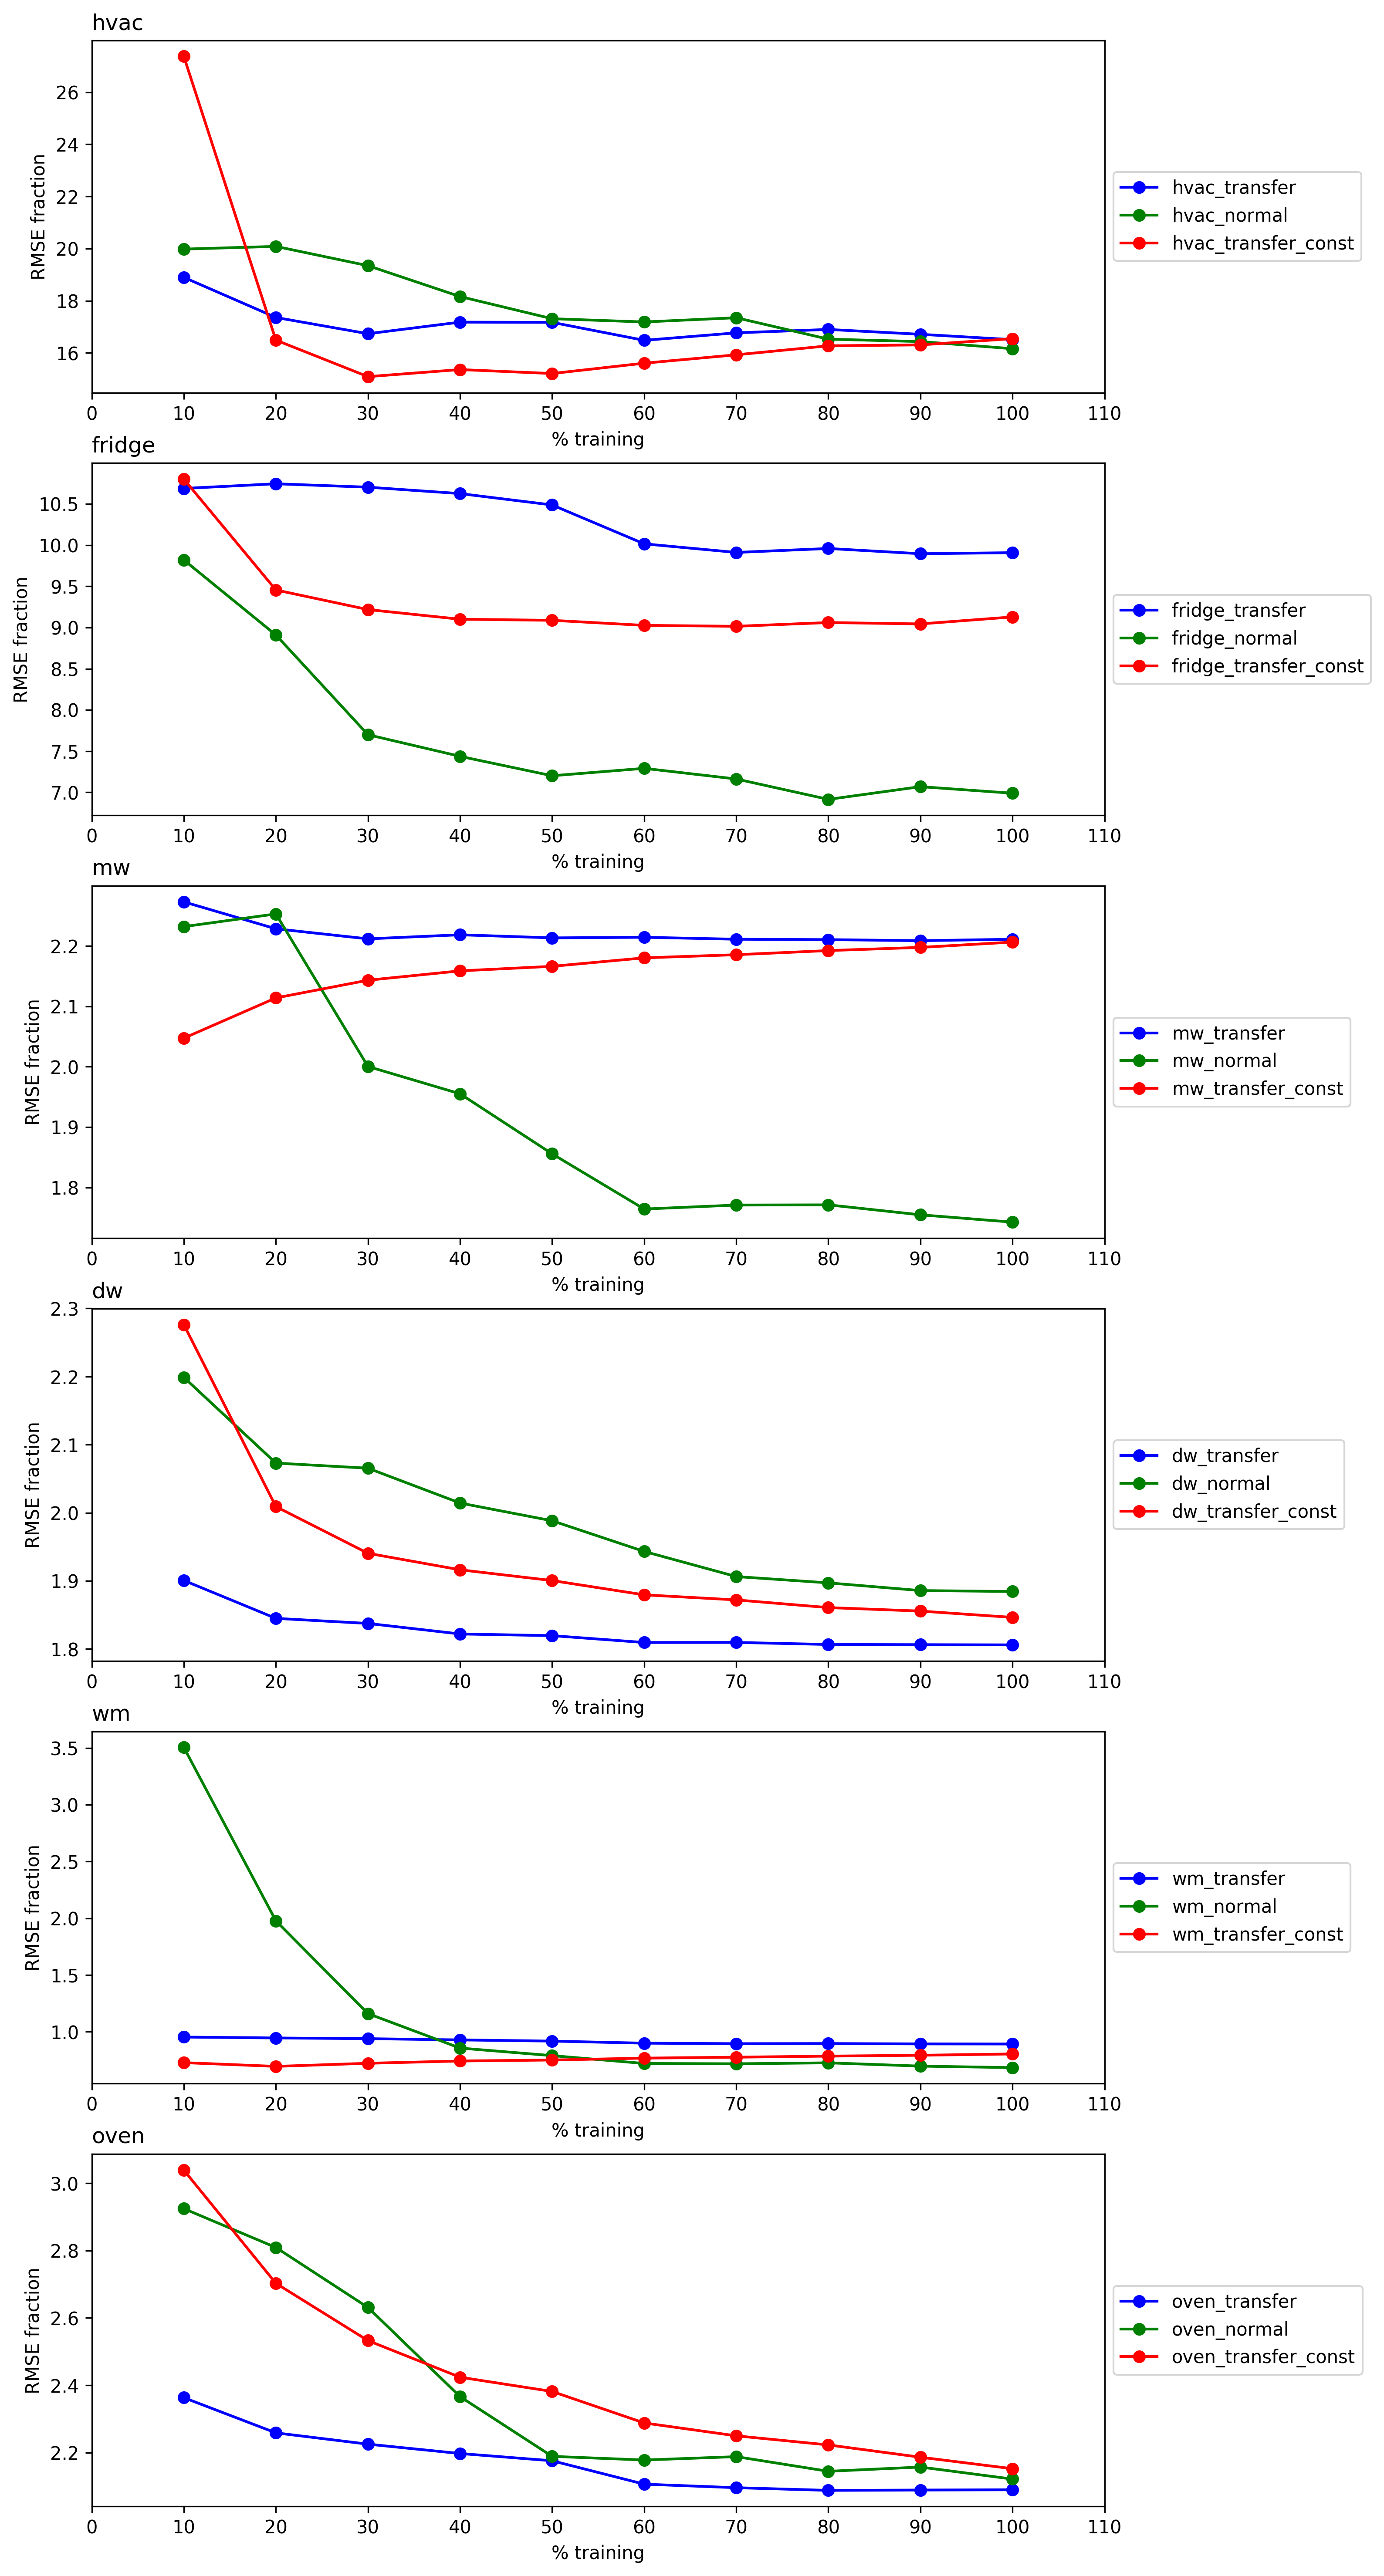 hvac
RMSE fraction
26
24
22
20
18
16
0 10 20 30 40 50 60 70 80 90 100 110
% training
hvac_transfer
hvac_normal
hvac_transfer_const
fridge
RMSE fraction
10.5
10.0
9.5
9.0
8.5
8.0
7.5
7.0
0 10 20 30 40 50 60 70 80 90 100 110
% training
fridge_transfer
fridge_normal
fridge_transfer_const
mw
RMSE fraction
2.2
2.1
2.0
1.9
1.8
0 10 20 30 40 50 60 70 80 90 100 110
% training
mw_transfer
mw_normal
mw_transfer_const
dw
RMSE fraction
2.3
2.2
2.1
2.0
1.9
1.8
0 10 20 30 40 50 60 70 80 90 100 110
% training
dw_transfer
dw_normal
dw_transfer_const
wm
RMSE fraction
3.5
3.0
2.5
2.0
1.5
1.0
0 10 20 30 40 50 60 70 80 90 100 110
% training
wm_transfer
wm_normal
wm_transfer_const
oven
RMSE fraction
3.0
2.8
2.6
2.4
2.2
0 10 20 30 40 50 60 70 80 90 100 110
% training
oven_transfer
oven_normal
oven_transfer_const